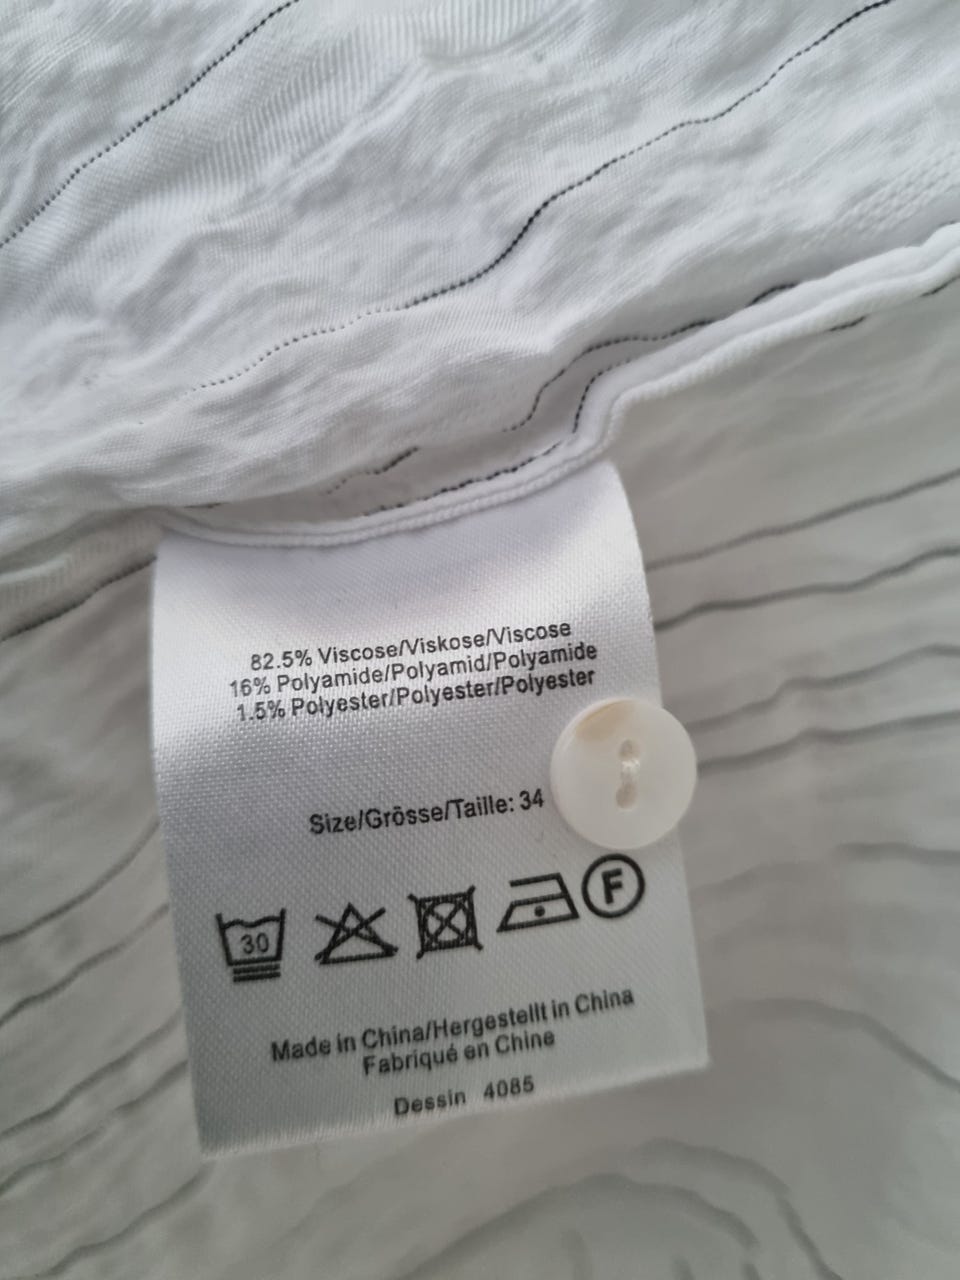 82.5% Viscose/Viskose/Viscose
16% Polyamide/Polyamid/Polyamide
1.5% Polyester/Polyester/Polyester
Size/Grösse/Taille: 34
30
F
Made in China/Hergestellt in China
Fabriqué en Chine
Dessin 4085